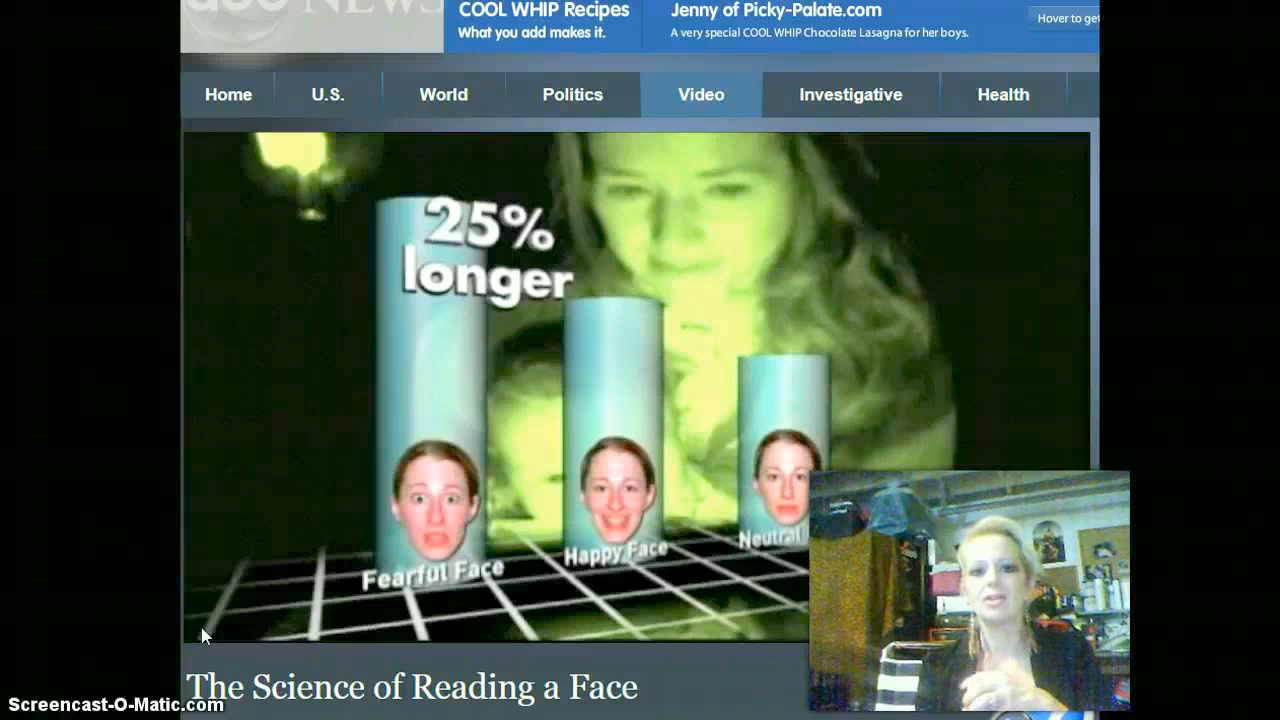 NEWS
COOL WHIP Recipes
What you add makes it.
Jenny of Picky-Palate.com
A very special COOL WHIP Chocolate Lasagna for her boys.
Hover to get
Home
U.S.
World
Politics
Video
Investigative
Health
25%
longer
Fearful Face
Happy Face
Neutral
The Science of Reading a Face
Screencast-O-Matic.com